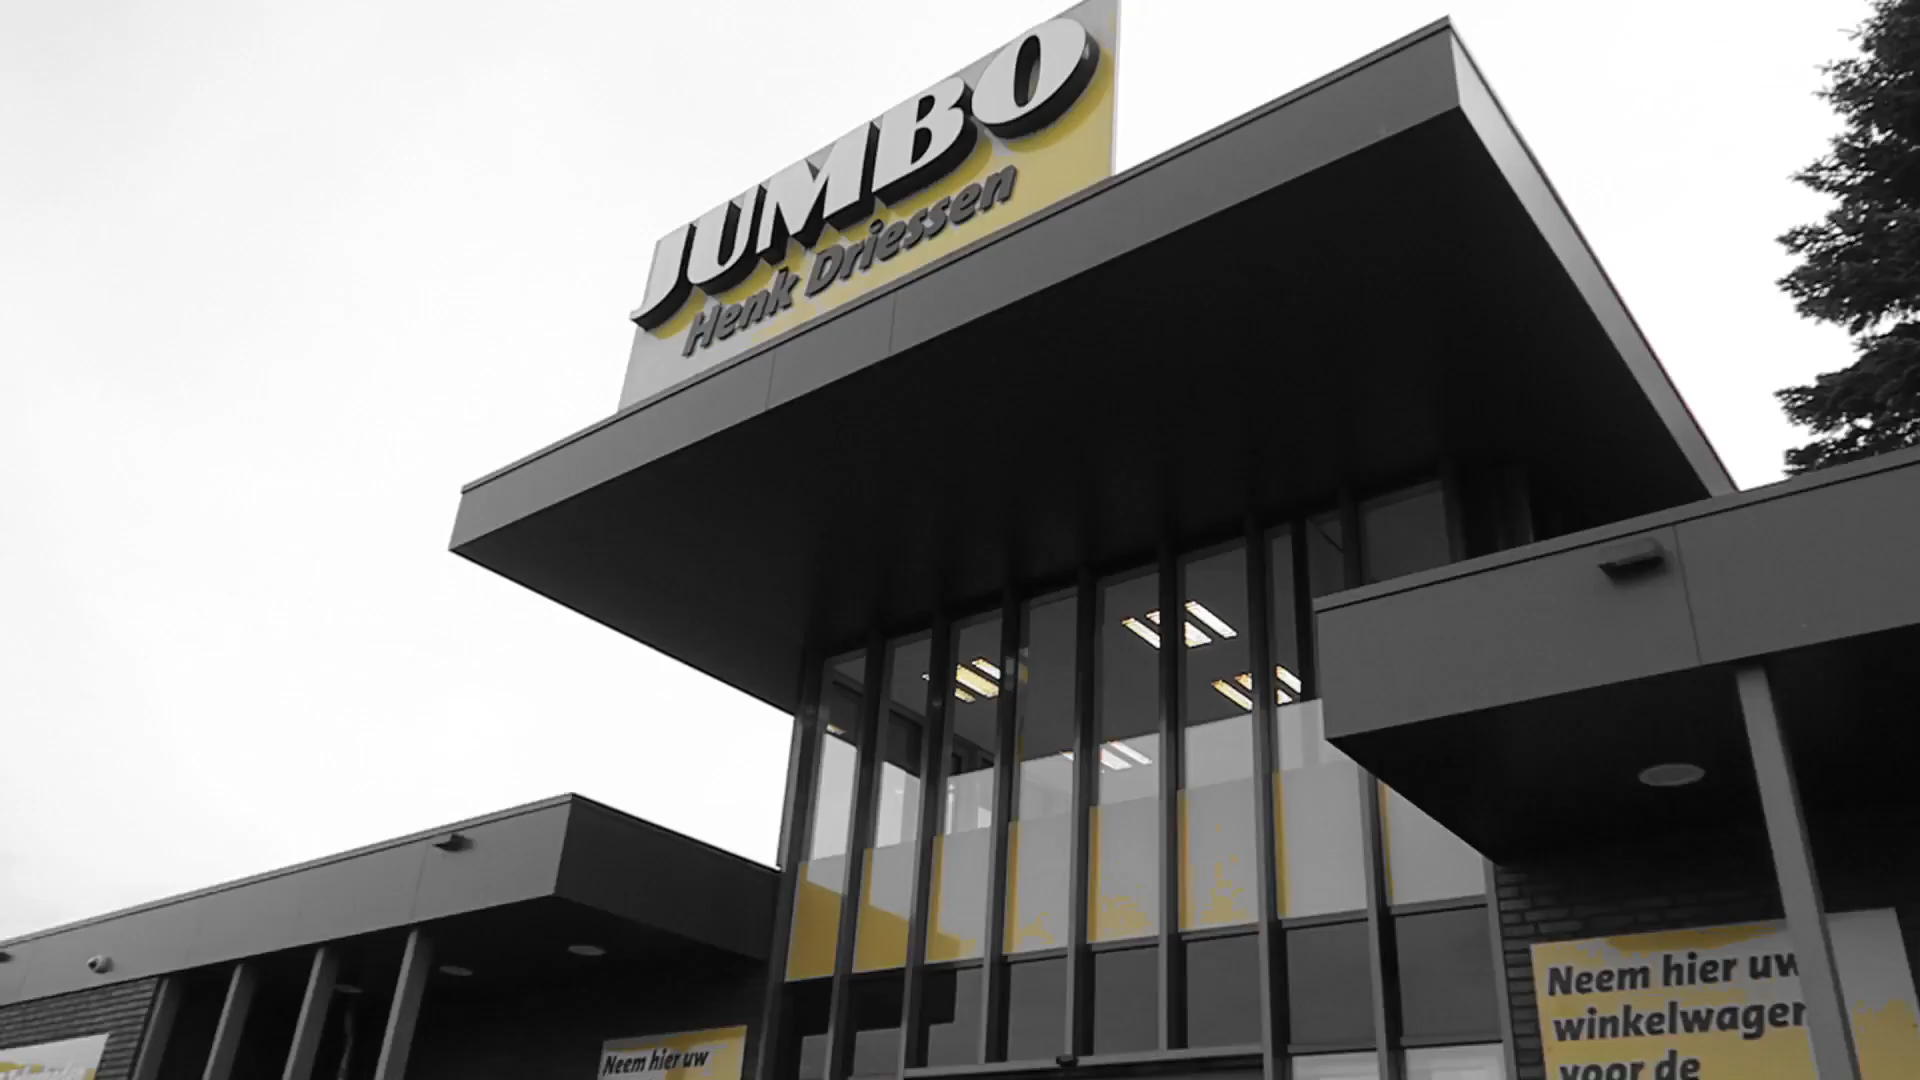 JUMBO
Henk Driessen
Neem hier uw
Neem hier uw
winkelwagen
voor de